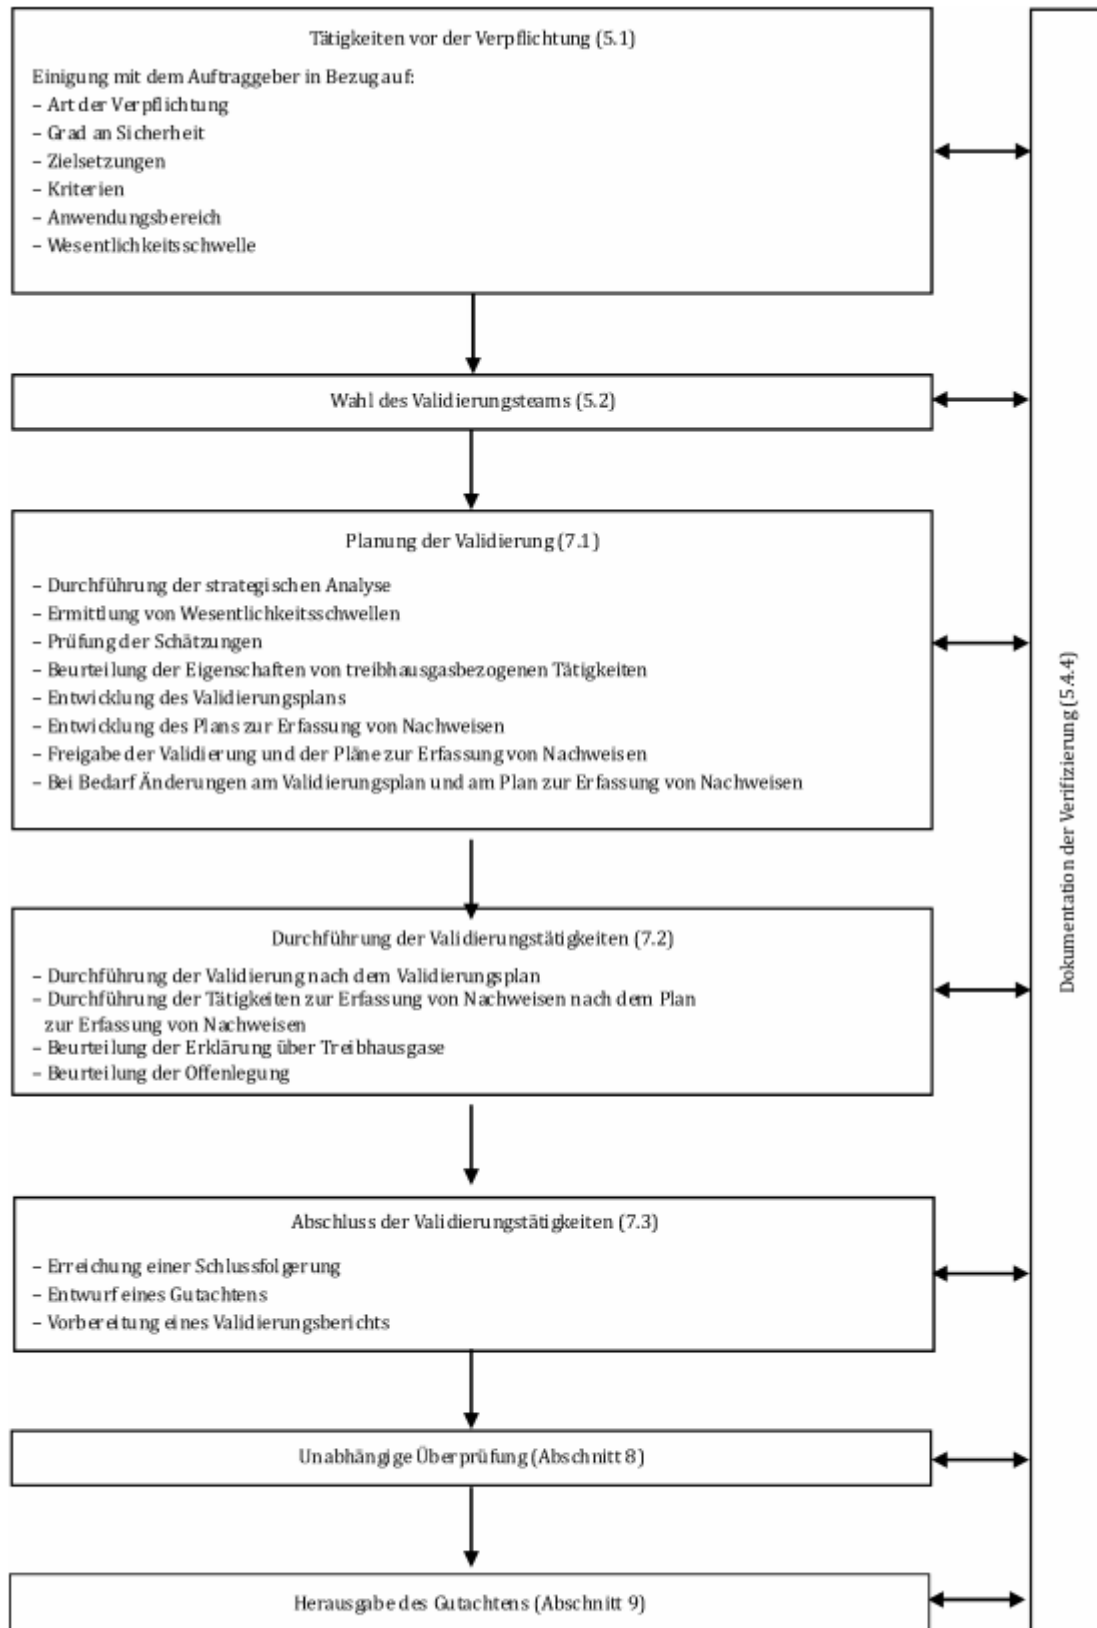 Tätigkeiten vor der Verpflichtung (5.1)
Einigung mit dem Auftraggeber in Bezug auf:
– Art der Verpflichtung
– Grad an Sicherheit
– Zielsetzungen
– Kriterien
– Anwendungsbereich
– Wesentlichkeitsschwelle
Wahl des Validierungsteams (5.2)
Planung der Validierung (7.1)
– Durchführung der strategischen Analyse
– Ermittlung von Wesentlichkeitsschwellen
– Prüfung der Schätzungen
– Beurteilung der Eigenschaften von treibhausgasbezogenen Tätigkeiten
– Entwicklung des Validierungsplans
– Entwicklung des Plans zur Erfassung von Nachweisen
– Freigabe der Validierung und der Pläne zur Erfassung von Nachweisen
– Bei Bedarf Änderungen am Validierungsplan und am Plan zur Erfassung von Nachweisen
Durchführung der Validierungstätigkeiten (7.2)
– Durchführung der Validierung nach dem Validierungsplan
– Durchführung der Tätigkeiten zur Erfassung von Nachweisen nach dem Plan
zur Erfassung von Nachweisen
– Beurteilung der Erklärung über Treibhausgase
– Beurteilung der Offenlegung
Abschluss der Validierungstätigkeiten (7.3)
– Erreichung einer Schlussfolgerung
– Entwurf eines Gutachtens
– Vorbereitung eines Validierungsberichts
Unabhängige Überprüfung (Abschnitt 8)
Herausgabe des Gutachtens (Abschnitt 9)
Dokumentation der Verifizierung (5.4.4)